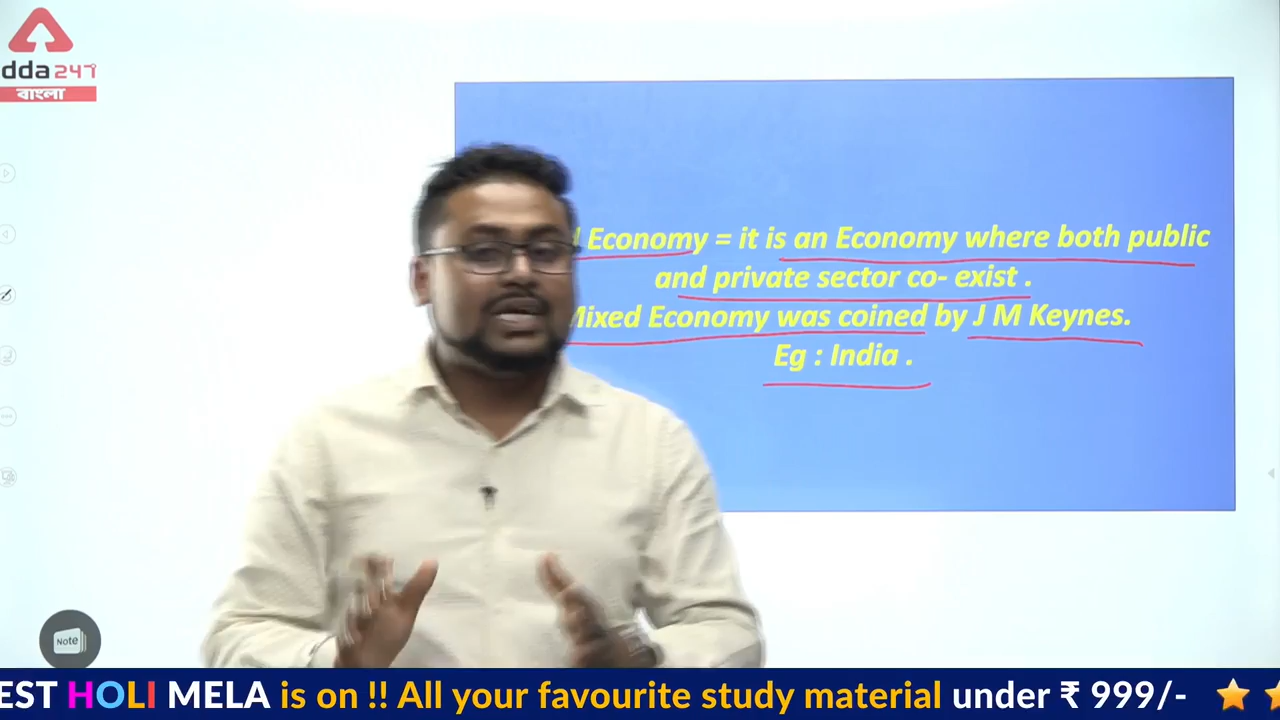 dda 247
বাংলা
Economy = it is an Economy where both public
and private sector co- exist .
Mixed Economy was coined by J M Keynes.
Eg : India .
Note
EST HOLI MELA is on !! All your favourite study material under ₹ 999/-